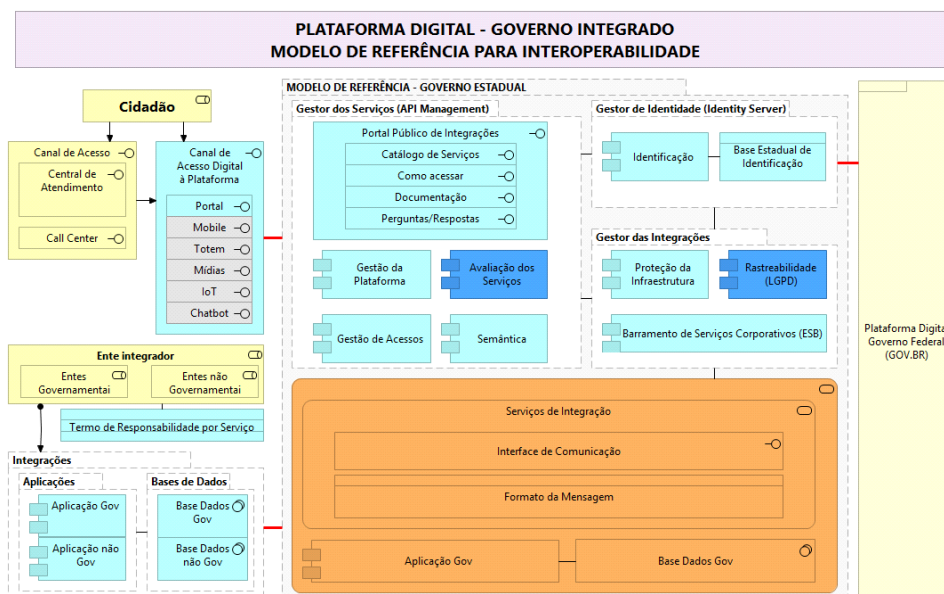 PLATAFORMA DIGITAL - GOVERNO INTEGRADO
MODELO DE REFERÊNCIA PARA INTEROPERABILIDADE
Cidadão
Canal de Acesso
Central de
Atendimento
Call Center
Canal de
Acesso Digital
à Plataforma
Portal
Mobile
Totem
Mídias
IoT
Chatbot
Ente integrador
Entes
Governamentai
Entes não
Governamentai
Termo de Responsabilidade por Serviço
Integrações
Aplicações
Aplicação Gov
Aplicação não
Gov
Bases de Dados
Base Dados
Gov
Base Dados
não Gov
MODELO DE REFERÊNCIA - GOVERNO ESTADUAL
Gestor dos Serviços (API Management)
Portal Público de Integrações
Catálogo de Serviços
Como acessar
Documentação
Perguntas/Respostas
Gestão da
Plataforma
Avaliação dos
Serviços
Gestão de Acessos
Semântica
Gestor de Identidade (Identity Server)
Identificação
Base Estadual de
Identificação
Gestor das Integrações
Proteção da
Infraestrutura
Rastreabilidade
(LGPD)
Barramento de Serviços Corporativos (ESB)
Serviços de Integração
Interface de Comunicação
Formato da Mensagem
Aplicação Gov
Base Dados Gov
Plataforma Digita
Governo Federal
(GOV.BR)